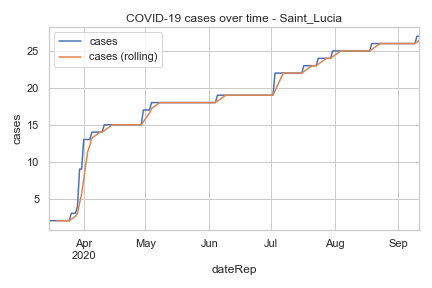 COVID-19 cases over time - Saint_Lucia
cases
cases (rolling)
25
20
15
10
5
cases
Apr
2020
May
Jun
Jul
Aug
Sep
dateRep